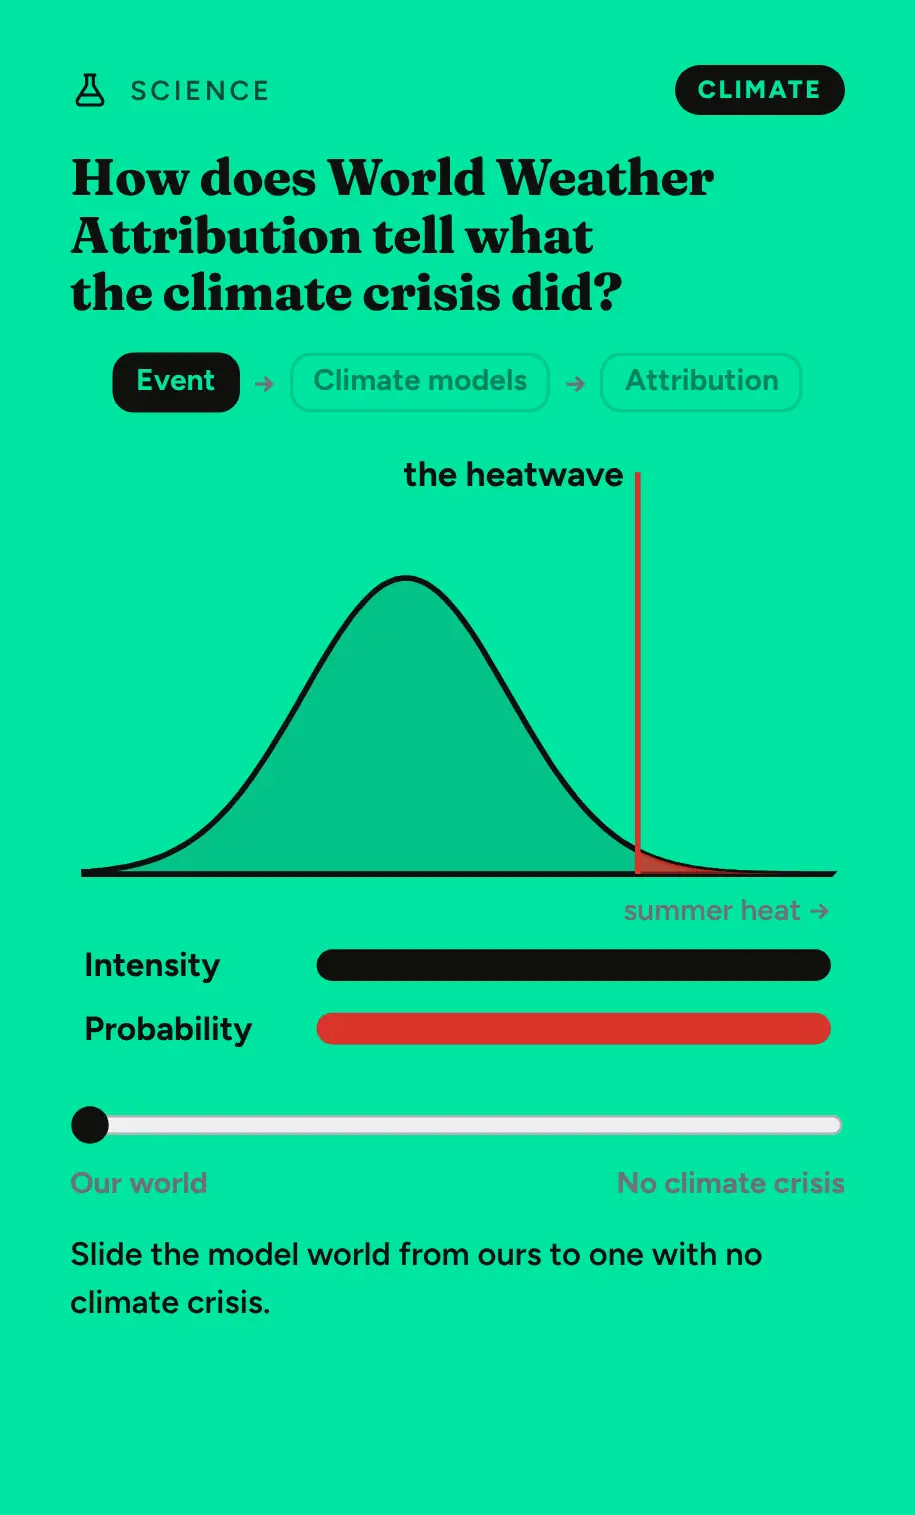 SCIENCE
CLIMATE
How does World Weather
Attribution tell what
the climate crisis did?
Event → Climate models → Attribution
the heatwave
summer heat →
Intensity
Probability
Our world
No climate crisis
Slide the model world from ours to one with no
climate crisis.